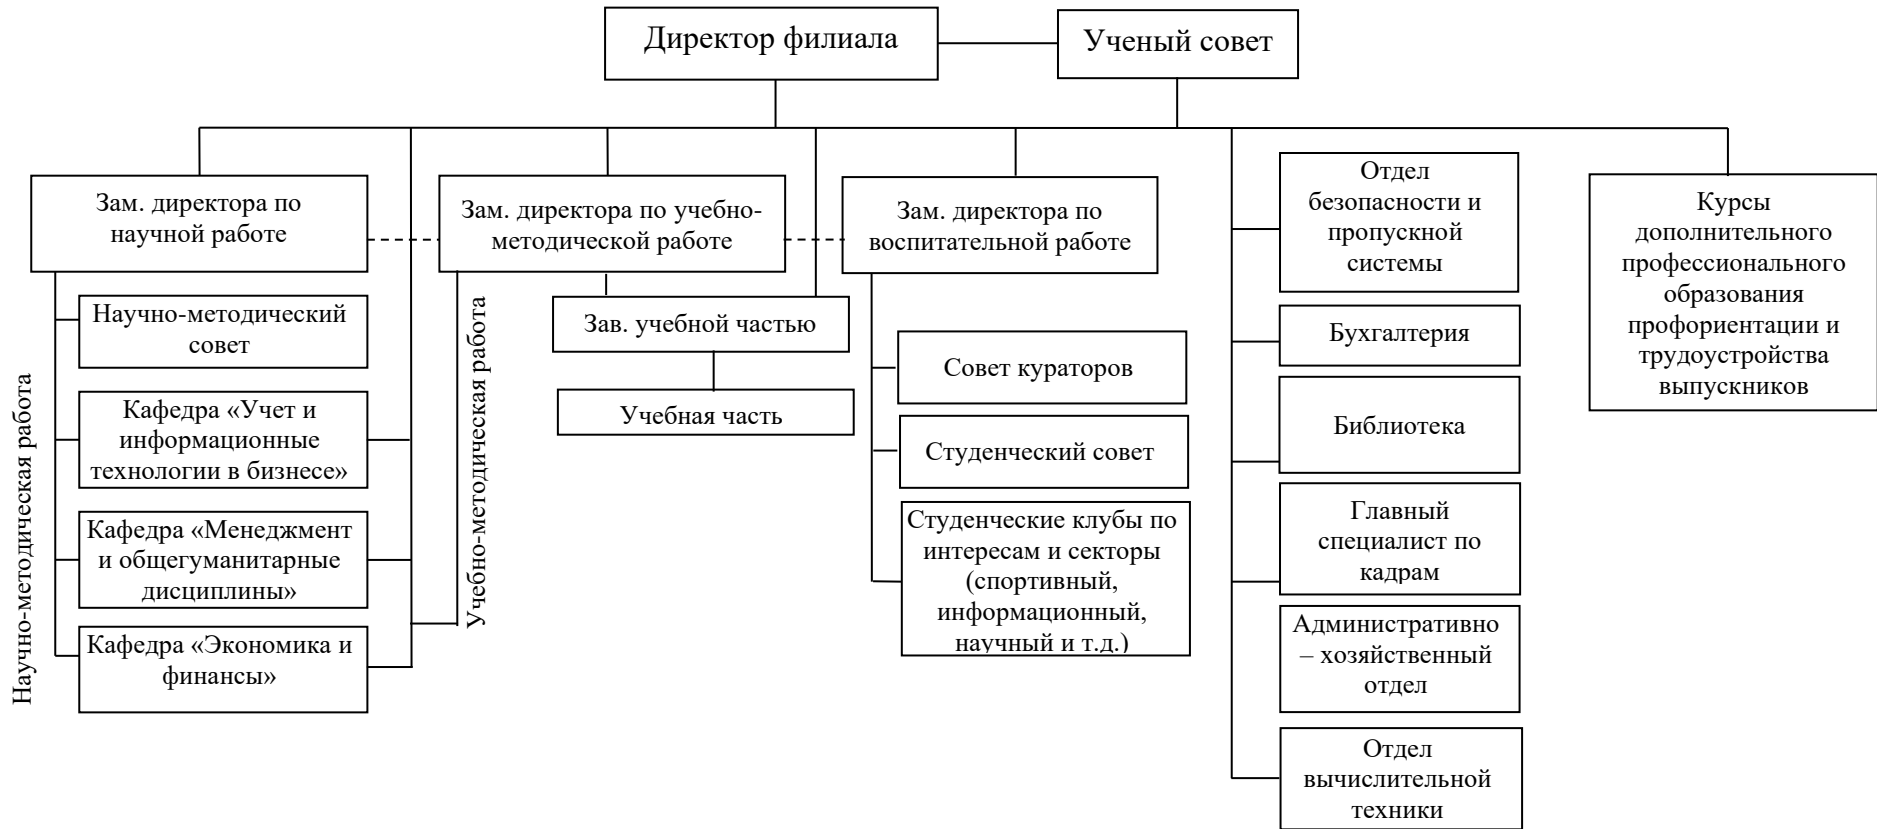 Директор филиала
Ученый совет
Зам. директора по
научной работе
Зам. директора по учебно-
методической работе
Зам. директора по
воспитательной работе
Отдел
безопасности и
пропускной
системы
Курсы
дополнительного
профессионального
образования
профориентации и
трудоустройства
выпускников
Научно-методическая работа
Научно-методический
совет
Кафедра «Учет и
информационные
технологии в бизнесе»
Кафедра «Менеджмент
и общегуманитарные
дисциплины»
Кафедра «Экономика и
финансы»
Учебно-методическая работа
Зав. учебной частью
Учебная часть
Совет кураторов
Студенческий совет
Студенческие клубы по
интересам и секторы
(спортивный,
информационный,
научный и т.д.)
Бухгалтерия
Библиотека
Главный
специалист по
кадрам
Административно
– хозяйственный
отдел
Отдел
вычислительной
техники